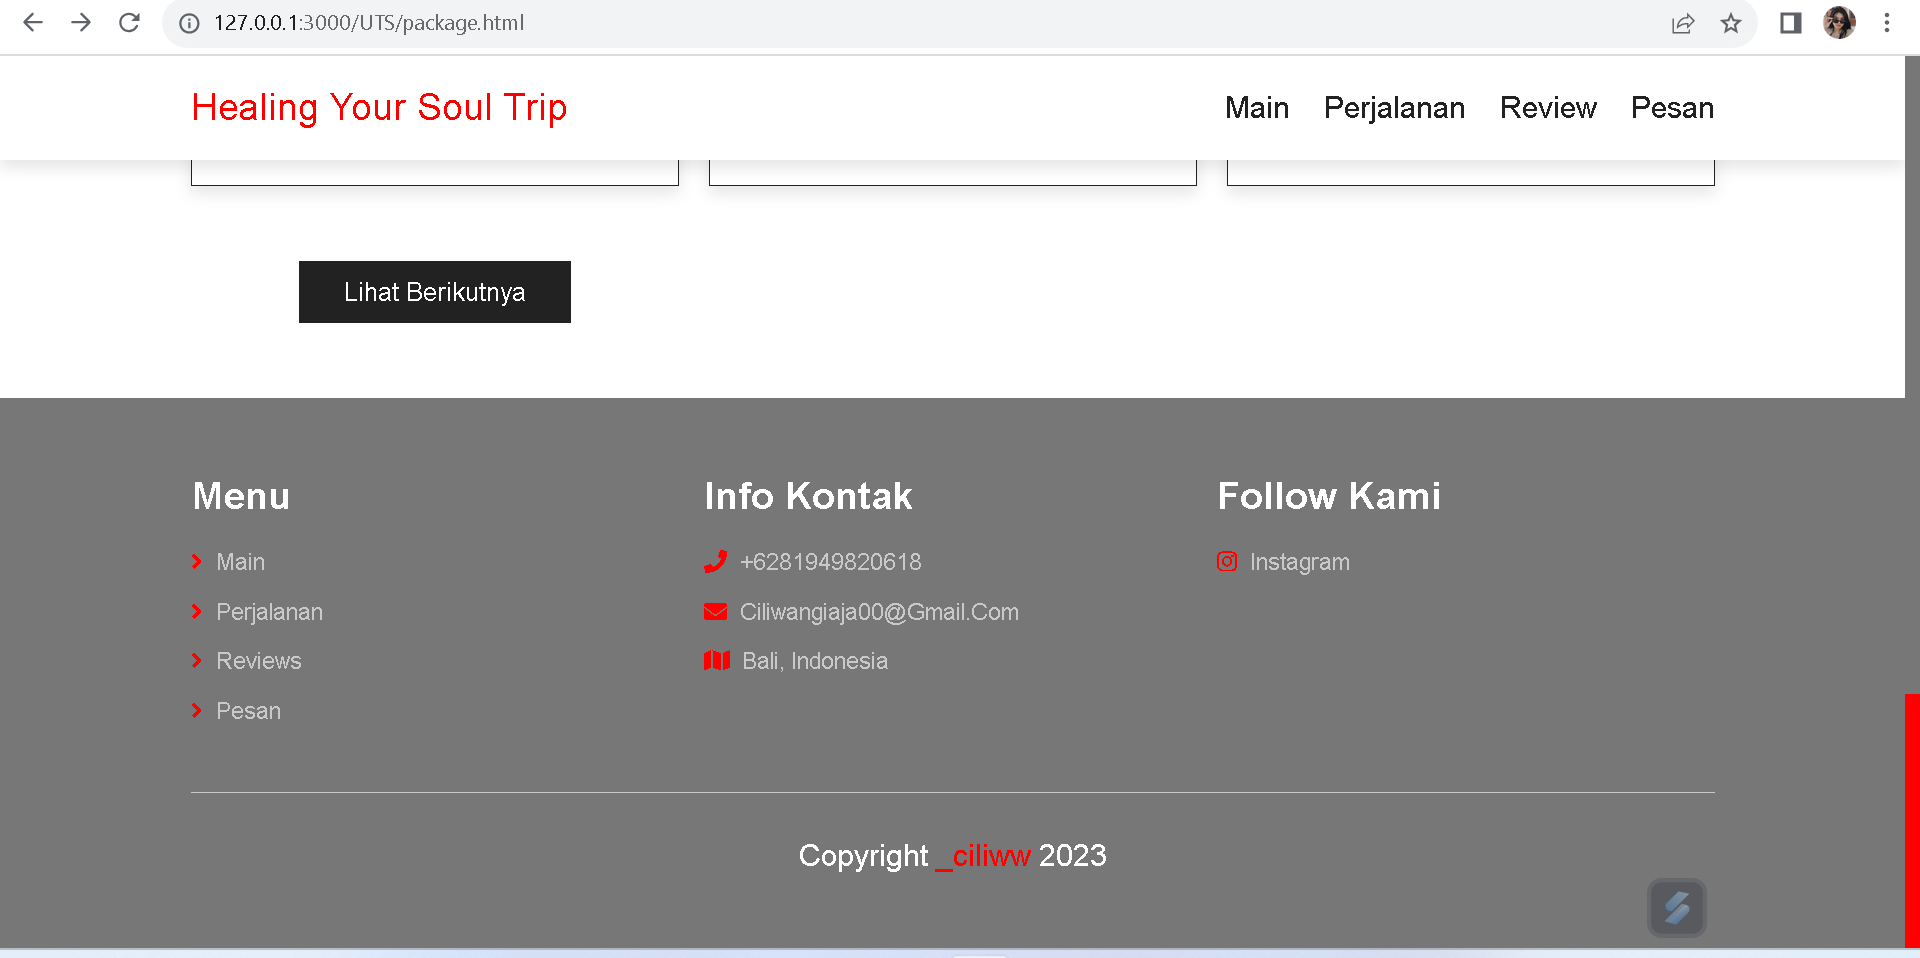 127.0.0.1:3000/UTS/package.html
Healing Your Soul Trip
Main Perjalanan Review Pesan
Lihat Berikutnya
Menu
Main
Perjalanan
Reviews
Pesan
Info Kontak
+6281949820618
Ciliwangiaja00@Gmail.Com
Bali, Indonesia
Follow Kami
Instagram
Copyright _ciliww 2023